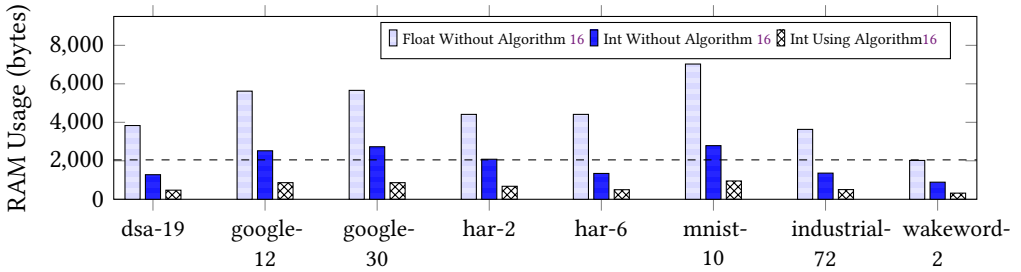 RAM Usage (bytes)
8,000
6,000
4,000
2,000
0
Float Without Algorithm 16 Int Without Algorithm 16 Int Using Algorithm16
dsa-19 google- google- har-2 har-6 mnist- industrial- wakeword-
12 30 10 72 2